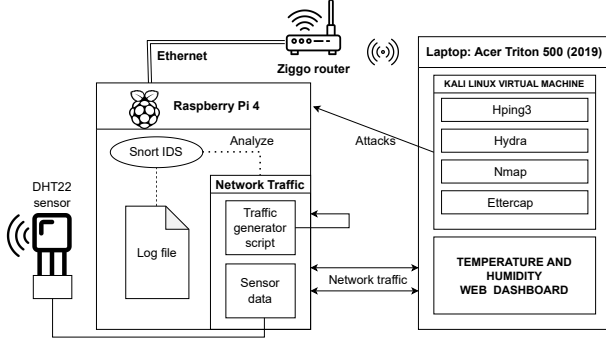 Ethernet
Ziggo router
Laptop: Acer Triton 500 (2019)
KALI LINUX VIRTUAL MACHINE
Hping3
Hydra
Nmap
Ettercap
Raspberry Pi 4
Attacks
Snort IDS
Analyze
DHT22
sensor
Network Traffic
Traffic
generator
script
Log file
Sensor
data
Network traffic
TEMPERATURE AND
HUMIDITY
WEB DASHBOARD